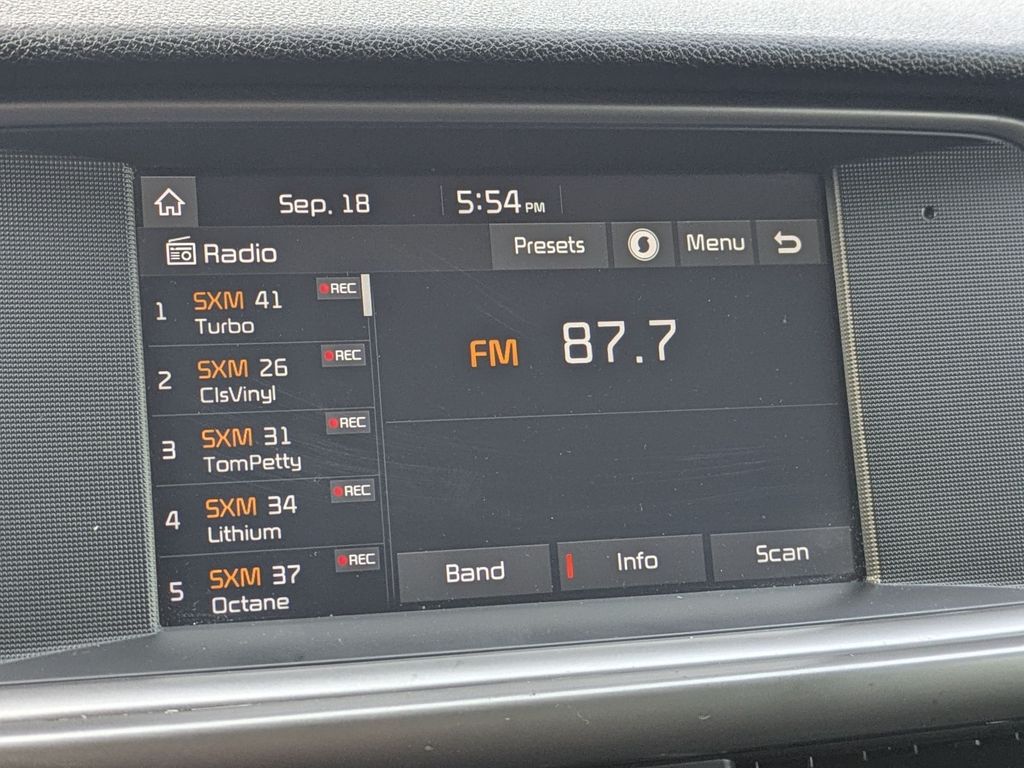 Sep. 18 5:54 PM
Radio Presets Menu
1 SXM 41 REC
Turbo
2 SXM 26 REC
ClsVinyl
3 SXM 31 REC
TomPetty
4 SXM 34 REC
Lithium
5 SXM 37 REC
Octane
FM 87.7
Band Info Scan